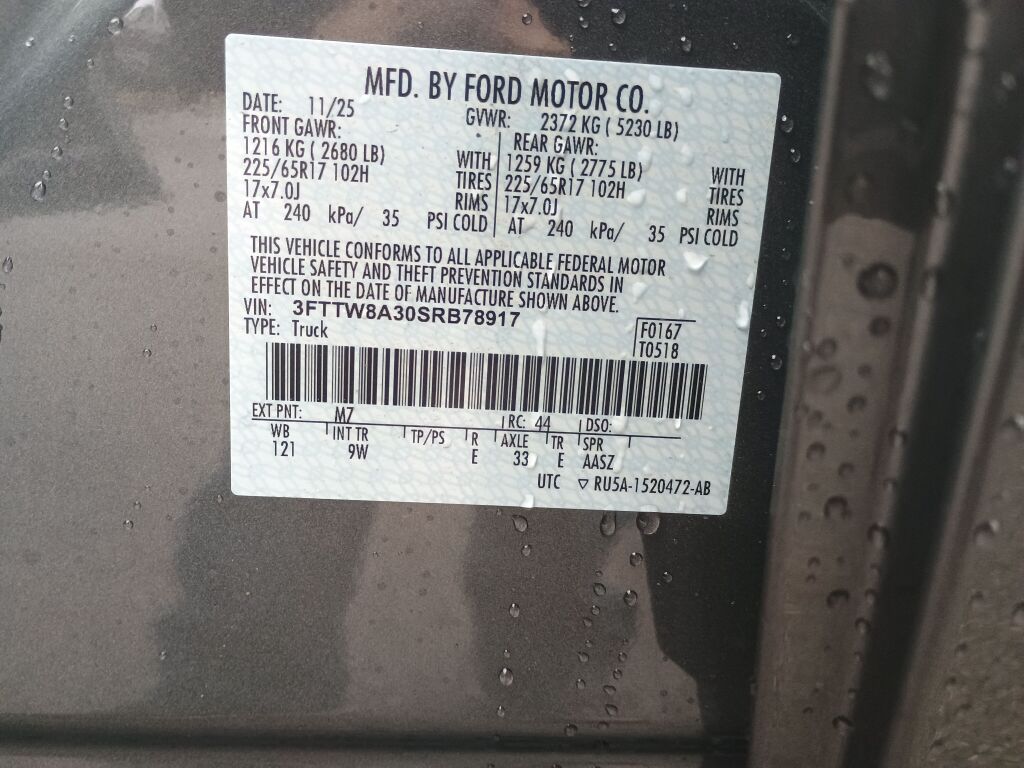 MFD. BY FORD MOTOR CO.
DATE: 11/25 GVWR: 2372 KG ( 5230 LB)
FRONT GAWR: REAR GAWR:
1216 KG ( 2680 LB) WITH 1259 KG ( 2775 LB) WITH
225/65R17 102H TIRES 225/65R17 102H TIRES
17x7.0J RIMS 17x7.0J RIMS
AT 240 kPa/ 35 PSI COLD AT 240 kPa/ 35 PSI COLD
THIS VEHICLE CONFORMS TO ALL APPLICABLE FEDERAL MOTOR
VEHICLE SAFETY AND THEFT PREVENTION STANDARDS IN
EFFECT ON THE DATE OF MANUFACTURE SHOWN ABOVE.
VIN: 3FTTW8A30SRB78917
TYPE: Truck F0167
T0518
EXT PNT: M7 RC: 44 DSO:
WB INT TR TP/PS R AXLE TR SPR
121 9W E 33 E AASZ
UTC ▽ RU5A-1520472-AB